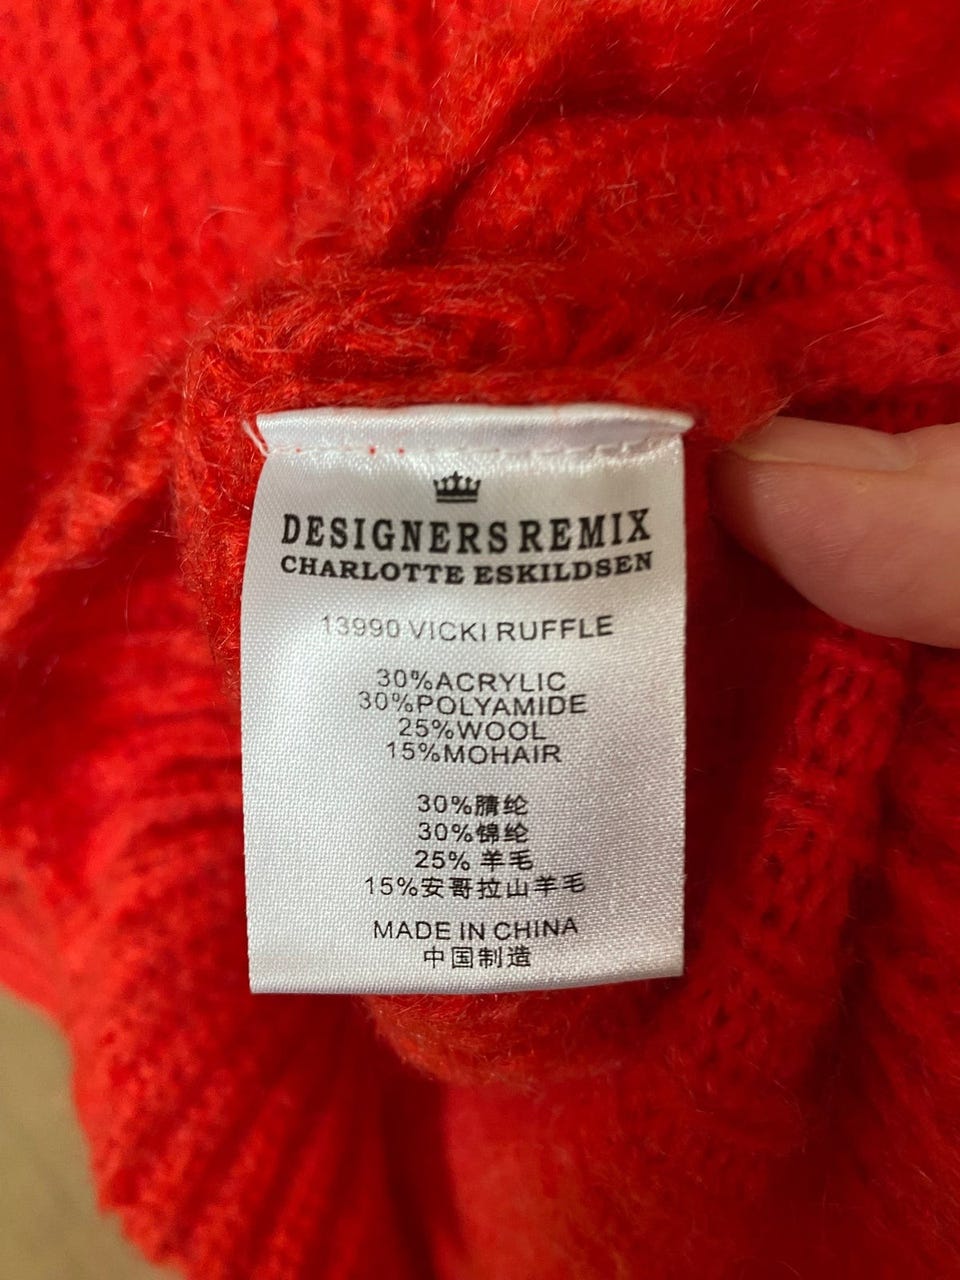 DESIGNERS REMIX
CHARLOTTE ESKILDSEN
13990 VICKI RUFFLE
30%ACRYLIC
30%POLYAMIDE
25%WOOL
15%MOHAIR
30%腈纶
30%锦纶
25% 羊毛
15%安哥拉山羊毛
MADE IN CHINA
中国制造